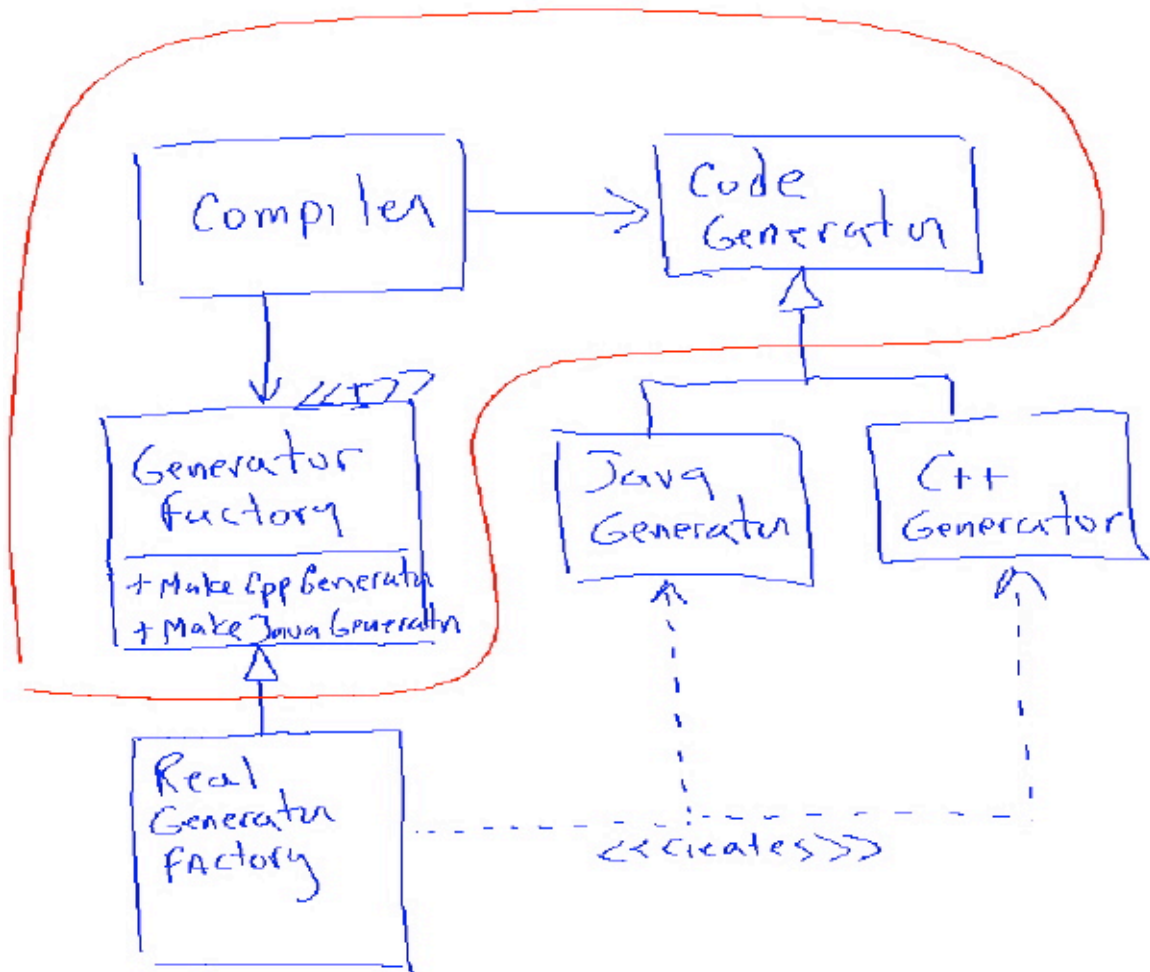 Compiler
Code
Generator
<<I>>
Generator
Factory
+ Make Cpp Generator
+ Make Java Generator
Java
Generator
C++
Generator
Real
Generator
FActory
<<creates>>